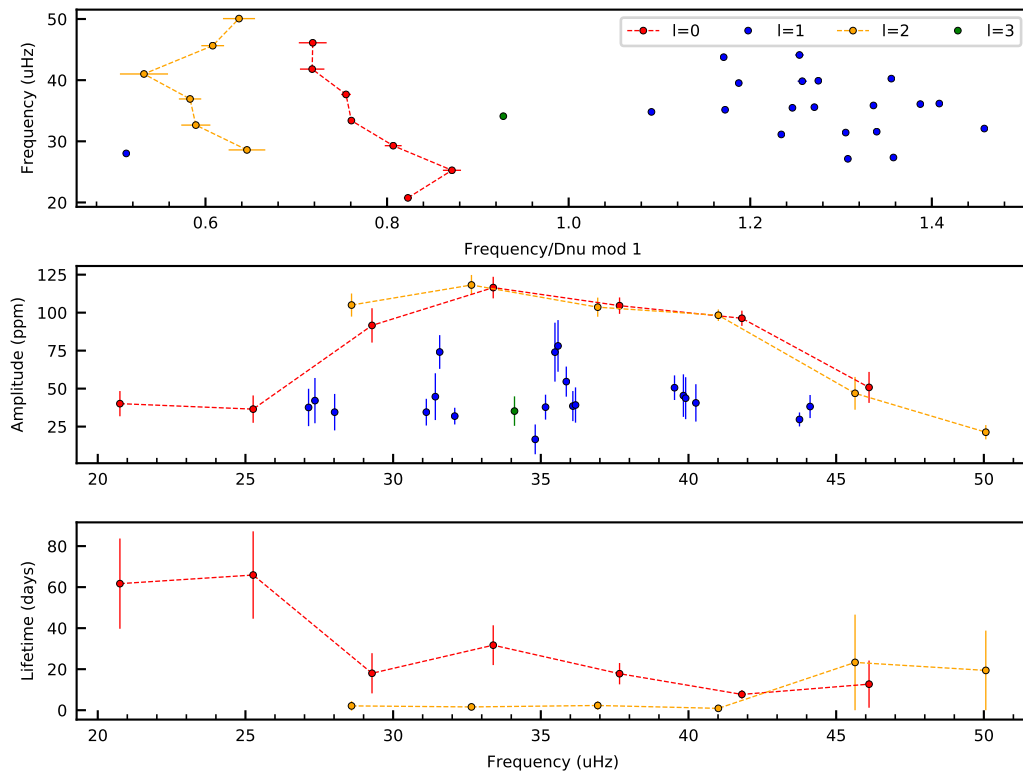 50
40
30
20
Frequency (uHz)
l=0 l=1 l=2 l=3
0.6 0.8 1.0 1.2 1.4
Frequency/Dnu mod 1
125
100
75
50
25
Amplitude (ppm)
20 25 30 35 40 45 50
80
60
40
20
0
Lifetime (days)
20 25 30 35 40 45 50
Frequency (uHz)